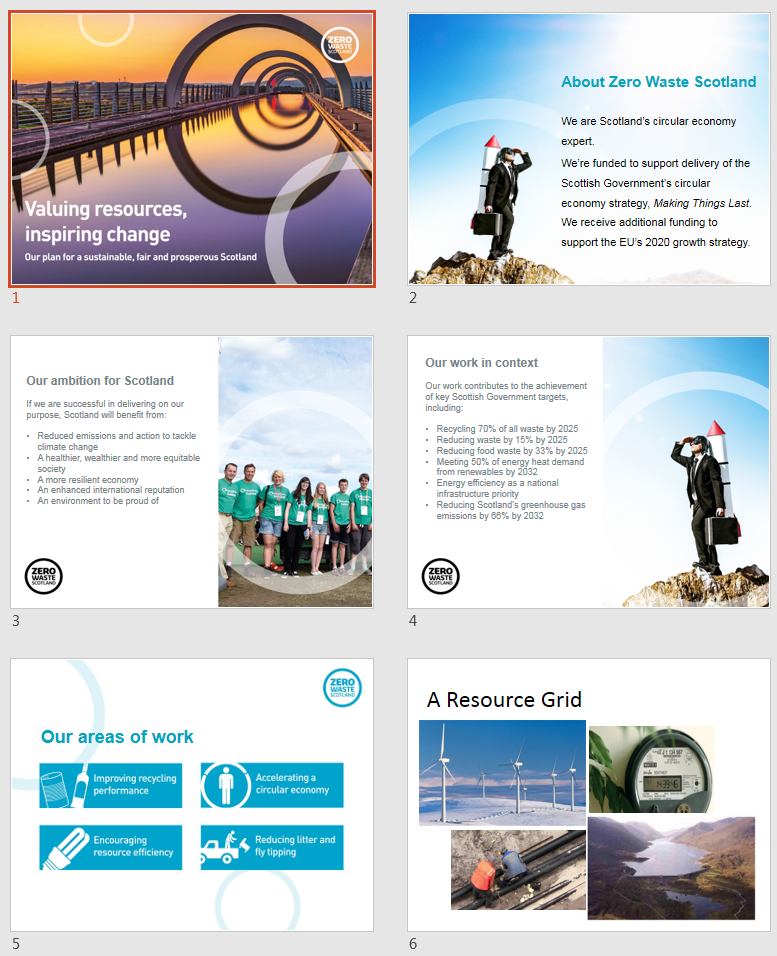 ZERO
WASTE
SCOTLAND
Valuing resources,
inspiring change
Our plan for a sustainable, fair and prosperous Scotland
1
About Zero Waste Scotland
We are Scotland's circular economy
expert.
We're funded to support delivery of the
Scottish Government's circular
economy strategy, Making Things Last.
We receive additional funding to
support the EU's 2020 growth strategy.
2
Our ambition for Scotland
If we are successful in delivering on our
purpose, Scotland will benefit from:
• Reduced emissions and action to tackle
climate change
• A healthier, wealthier and more equitable
society
• A more resilient economy
• An enhanced international reputation
• An environment to be proud of
ZERO
WASTE
SCOTLAND
3
Our work in context
Our work contributes to the achievement
of key Scottish Government targets,
including:
• Recycling 70% of all waste by 2025
• Reducing waste by 15% by 2025
• Reducing food waste by 33% by 2025
• Meeting 50% of energy heat demand
from renewables by 2032
• Energy efficiency as a national
infrastructure priority
• Reducing Scotland's greenhouse gas
emissions by 66% by 2032
ZERO
WASTE
SCOTLAND
4
ZERO
WASTE
SCOTLAND
Our areas of work
Improving recycling
performance
Accelerating a
circular economy
Encouraging
resource efficiency
Reducing litter and
fly tipping
5
A Resource Grid
6